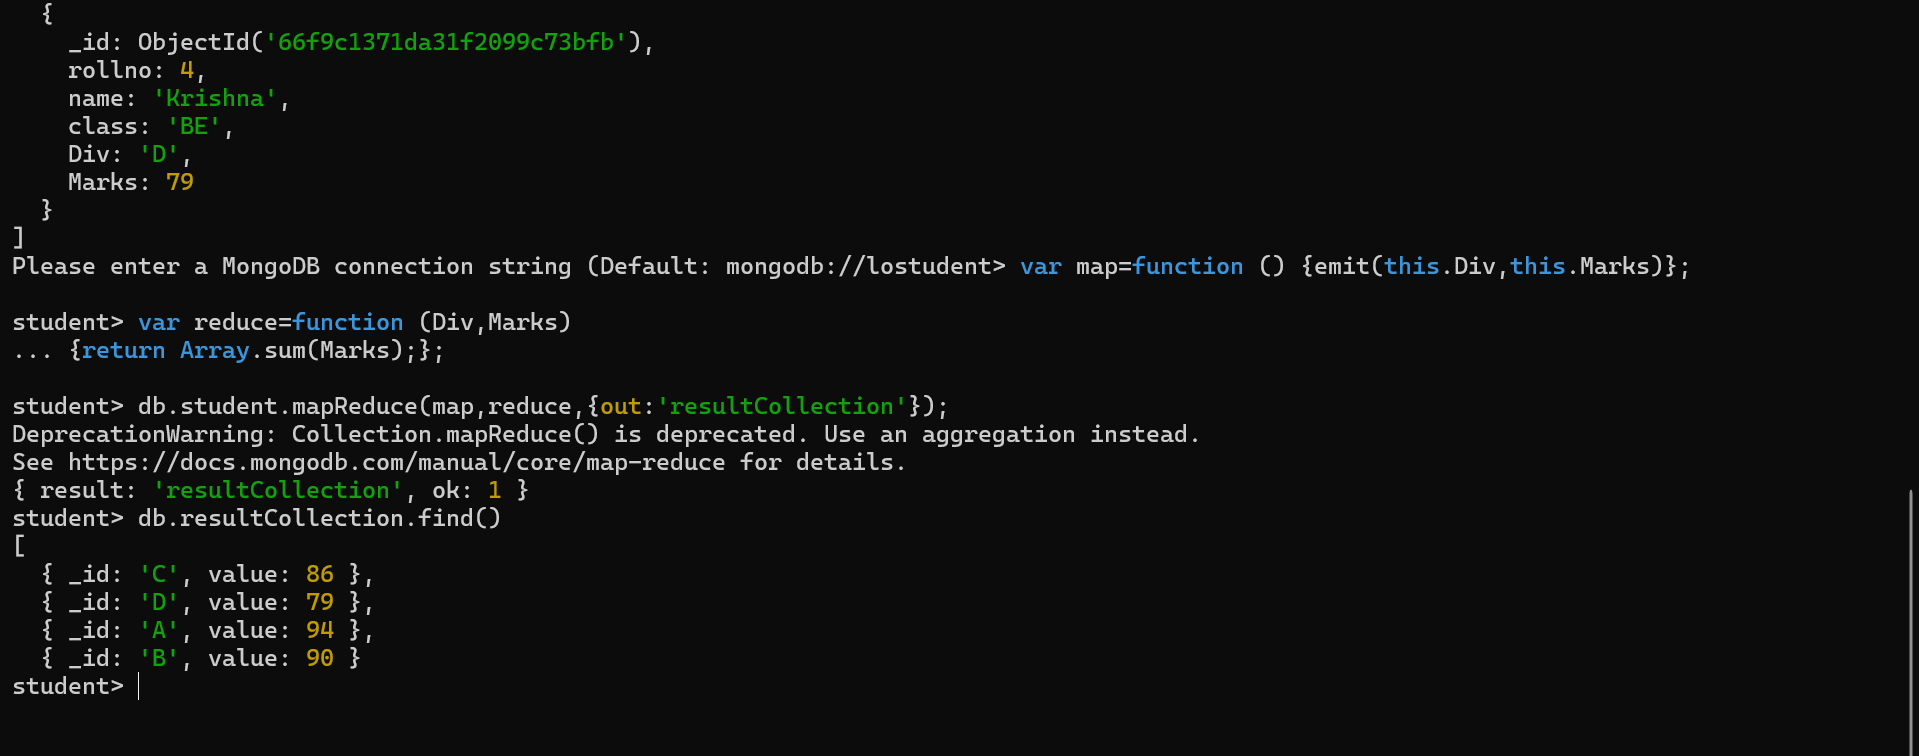 {
_id: ObjectId('66f9c1371da31f2099c73bfb'),
rollno: 4,
name: 'Krishna',
class: 'BE',
Div: 'D',
Marks: 79
}
]
Please enter a MongoDB connection string (Default: mongodb://lostudent> var map=function () {emit(this.Div,this.Marks)};
student> var reduce=function (Div,Marks)
... {return Array.sum(Marks);};
student> db.student.mapReduce(map,reduce,{out:'resultCollection'});
DeprecationWarning: Collection.mapReduce() is deprecated. Use an aggregation instead.
See https://docs.mongodb.com/manual/core/map-reduce for details.
{ result: 'resultCollection', ok: 1 }
student> db.resultCollection.find()
[
{ _id: 'C', value: 86 },
{ _id: 'D', value: 79 },
{ _id: 'A', value: 94 },
{ _id: 'B', value: 90 }
student>